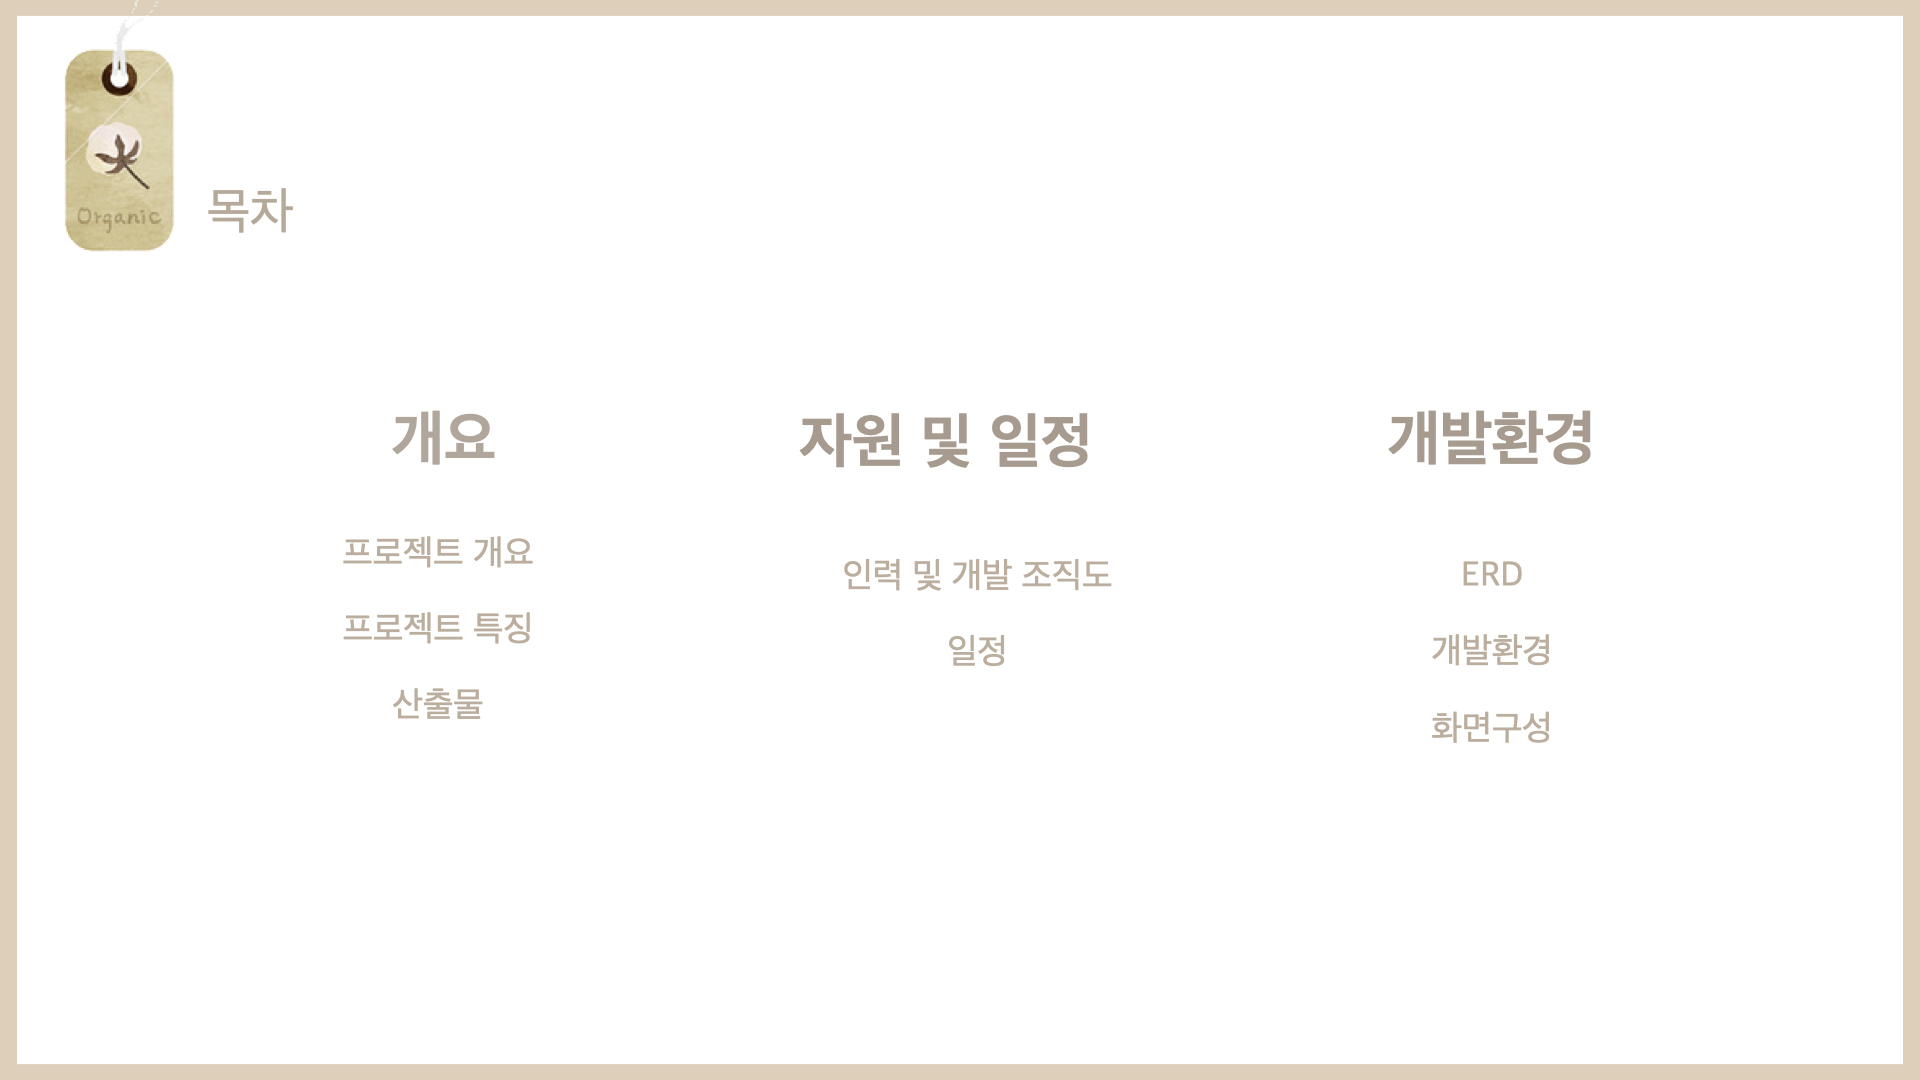 Organic
목차
개요
프로젝트 개요
프로젝트 특징
산출물
자원 및 일정
인력 및 개발 조직도
일정
개발환경
ERD
개발환경
화면구성